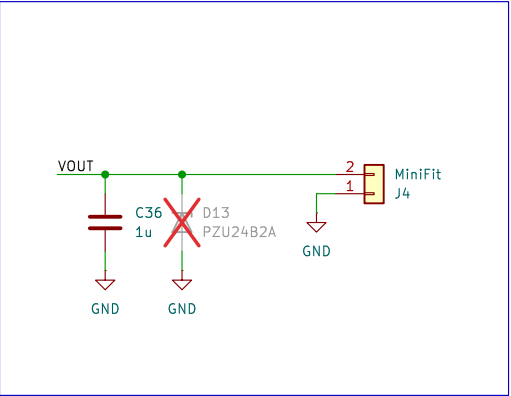 VOUT
2
MiniFit
1
J4
C36
1u
D13
PZU24B2A
GND
GND
GND